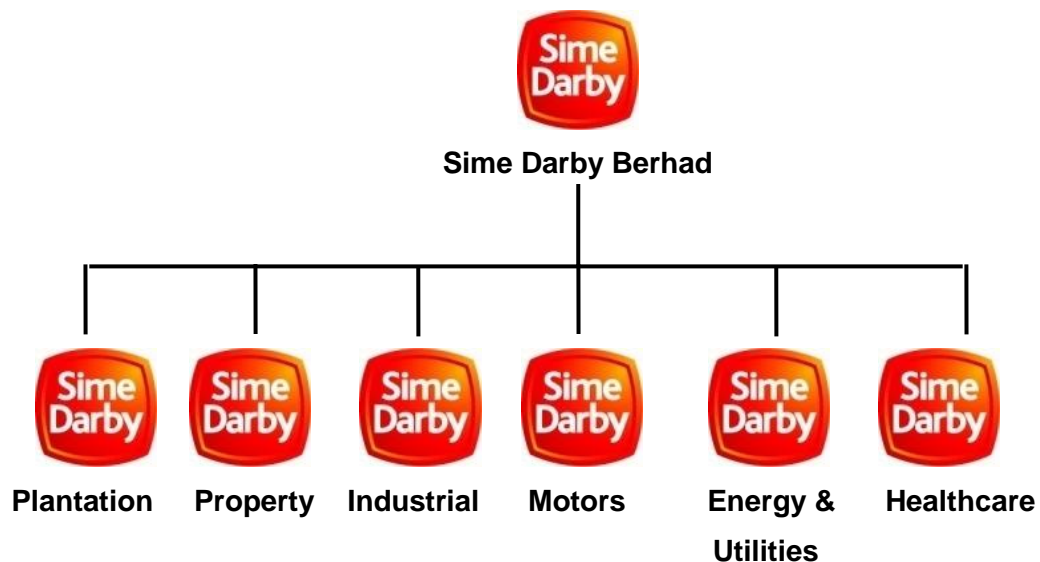 Sime
Darby
Sime Darby Berhad
Sime
Darby
Sime
Darby
Sime
Darby
Sime
Darby
Sime
Darby
Sime
Darby
Plantation
Property
Industrial
Motors
Energy &
Utilities
Healthcare